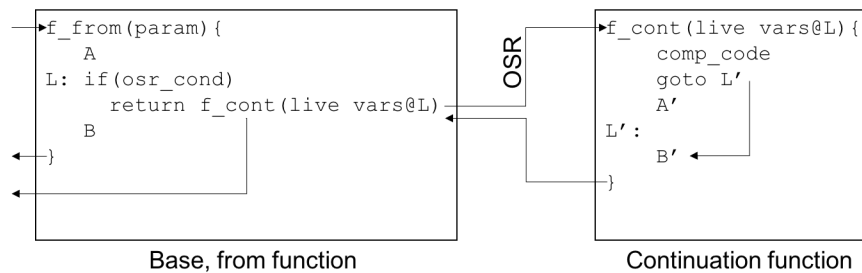 f_from(param){
A
L: if(osr_cond)
return f_cont(live vars@L)
B
}
Base, from function
OSR
f_cont(live vars@L){
comp_code
goto L′
A′
L′:
B′
}
Continuation function